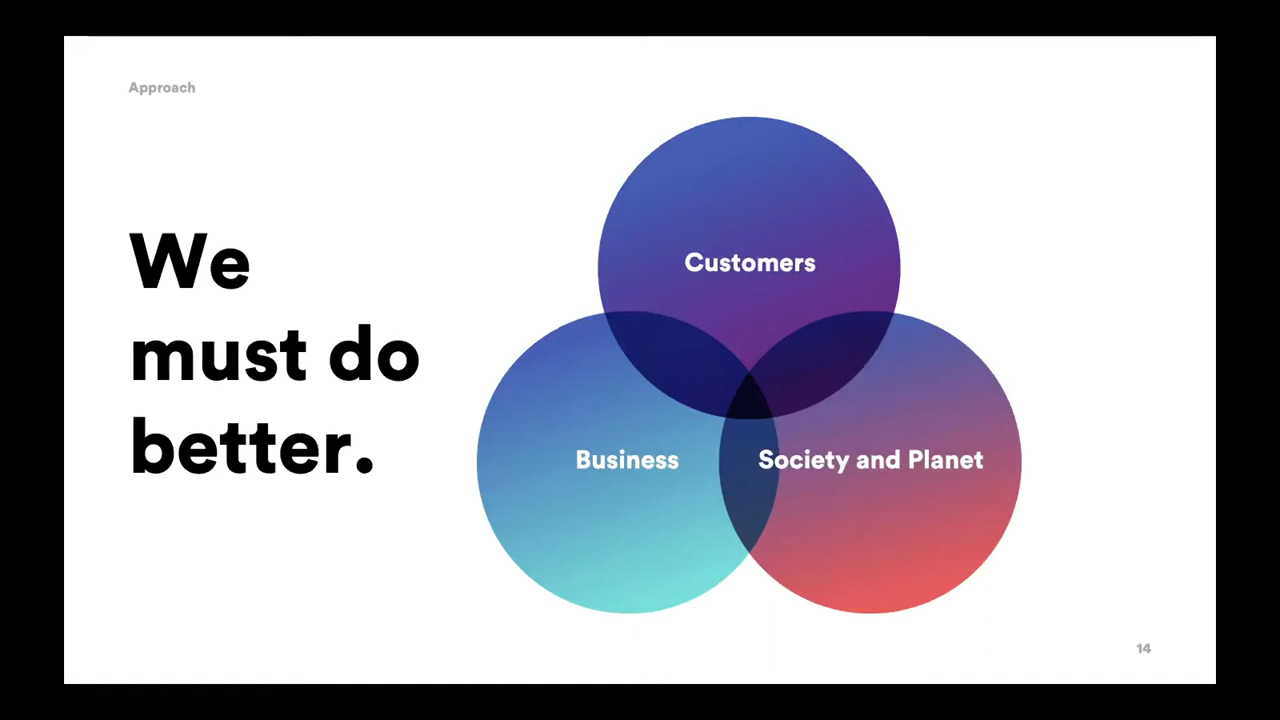 Approach
We
must do
better.
Customers
Business
Society and Planet
14